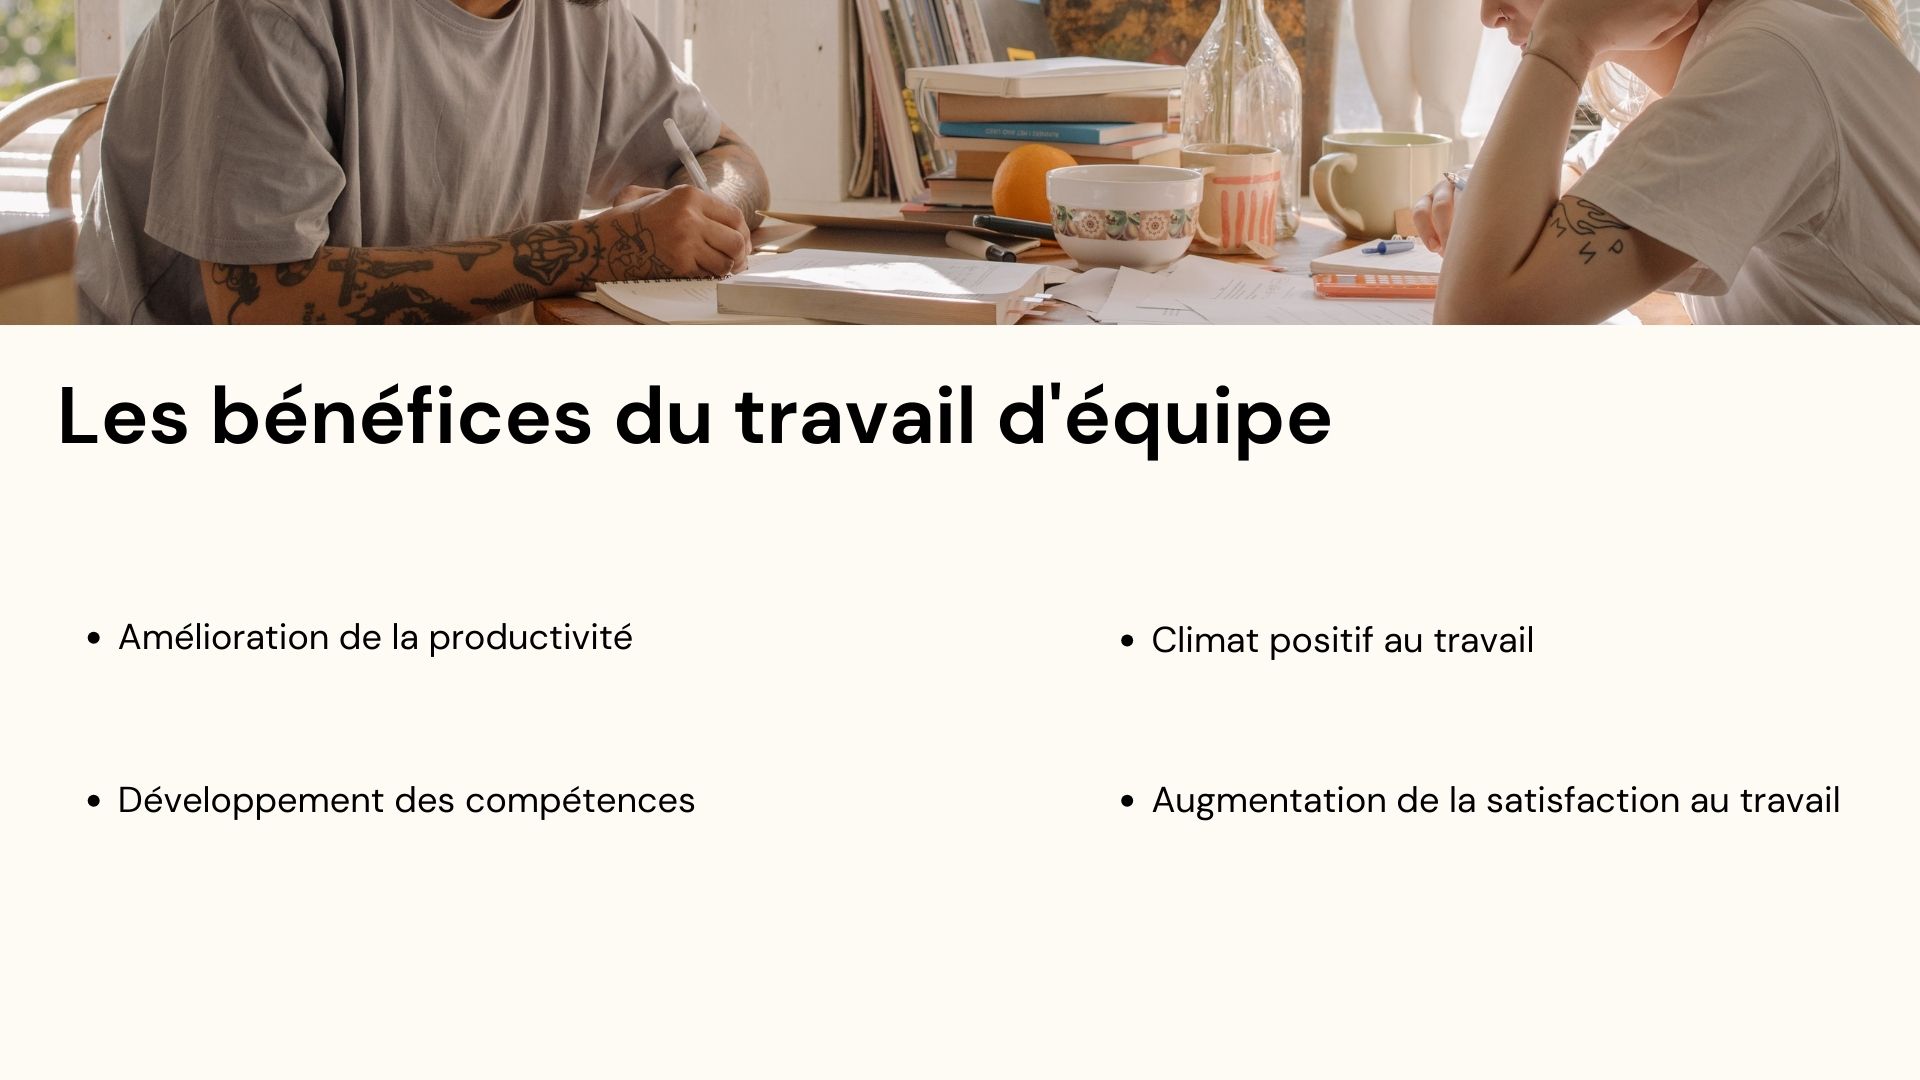 Les bénéfices du travail d'équipe
• Amélioration de la productivité
• Climat positif au travail
• Développement des compétences
• Augmentation de la satisfaction au travail